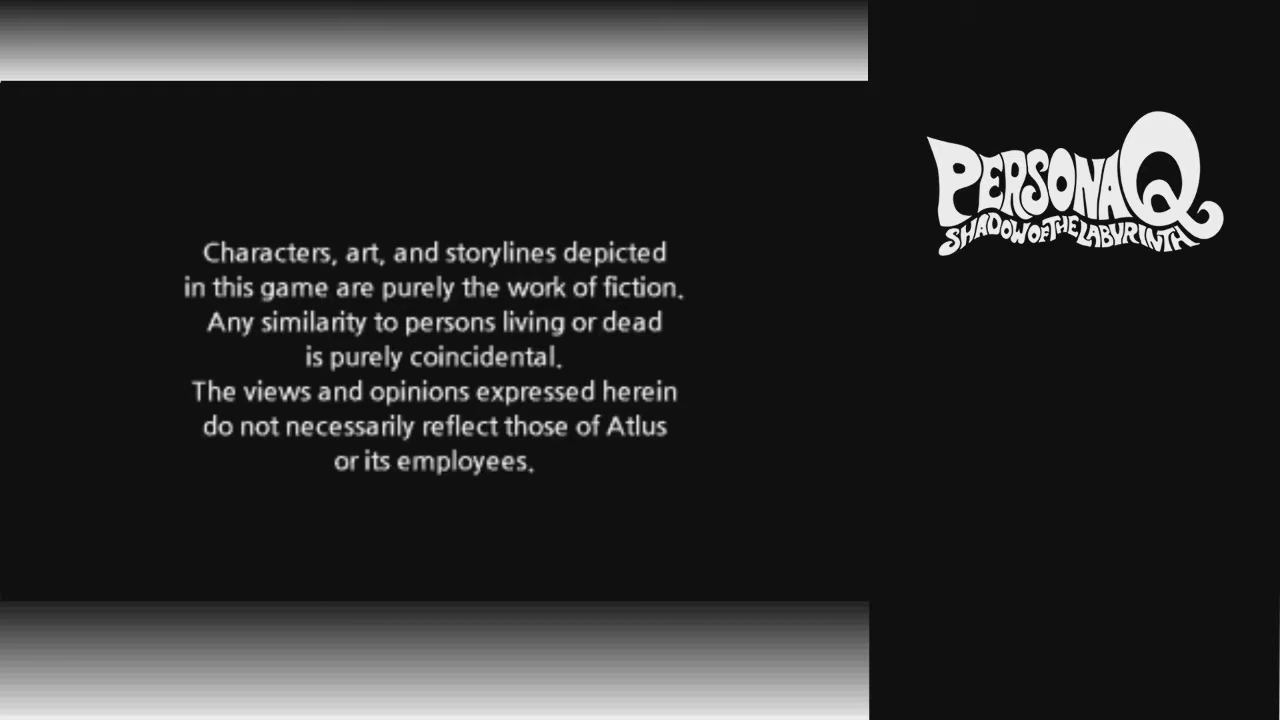 Characters, art, and storylines depicted
in this game are purely the work of fiction.
Any similarity to persons living or dead
is purely coincidental.
The views and opinions expressed herein
do not necessarily reflect those of Atlus
or its employees.
PERSONA Q
SHADOW OF THE LABYRINTH